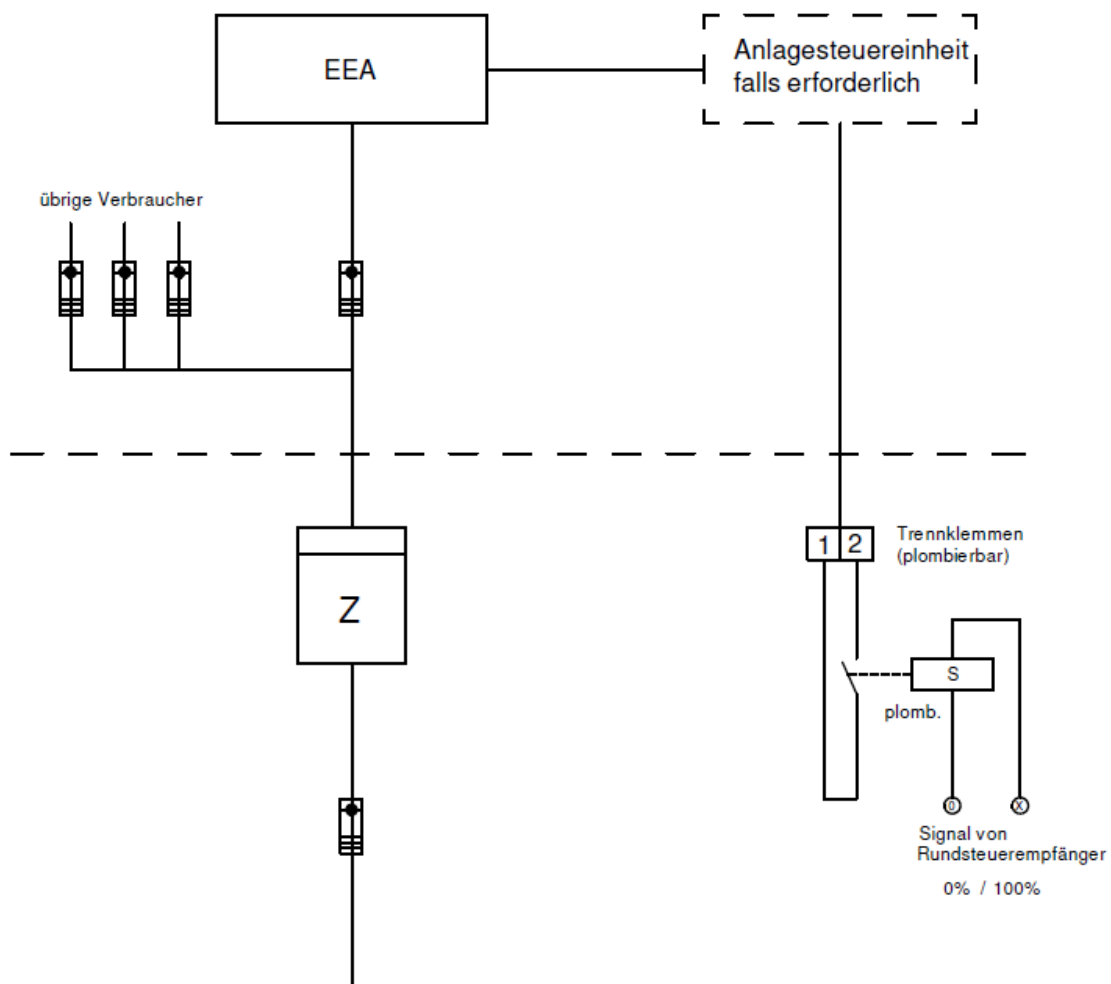 EEA
Anlagesteuereinheit
falls erforderlich
übrige Verbraucher
1 2
Trennklemmen
(plombierbar)
Z
S
plomb.
0 X
Signal von
Rundsteuerempfänger
0% / 100%